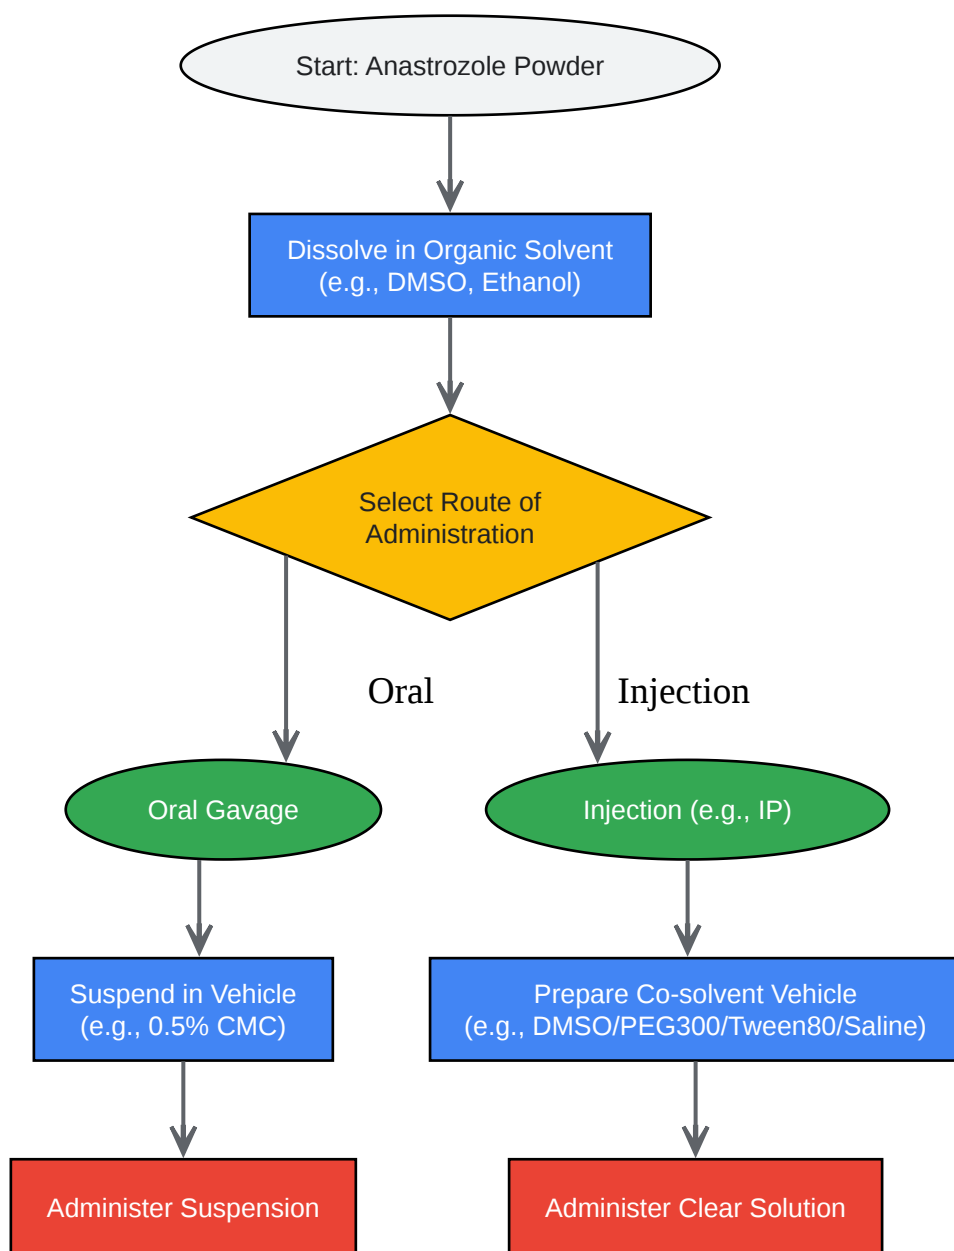 Start: Anastrozole Powder
Dissolve in Organic Solvent
(e.g., DMSO, Ethanol)
Select Route of
Administration
Oral
Injection
Oral Gavage
Injection (e.g., IP)
Suspend in Vehicle
(e.g., 0.5% CMC)
Prepare Co-solvent Vehicle
(e.g., DMSO/PEG300/Tween80/Saline)
Administer Suspension
Administer Clear Solution